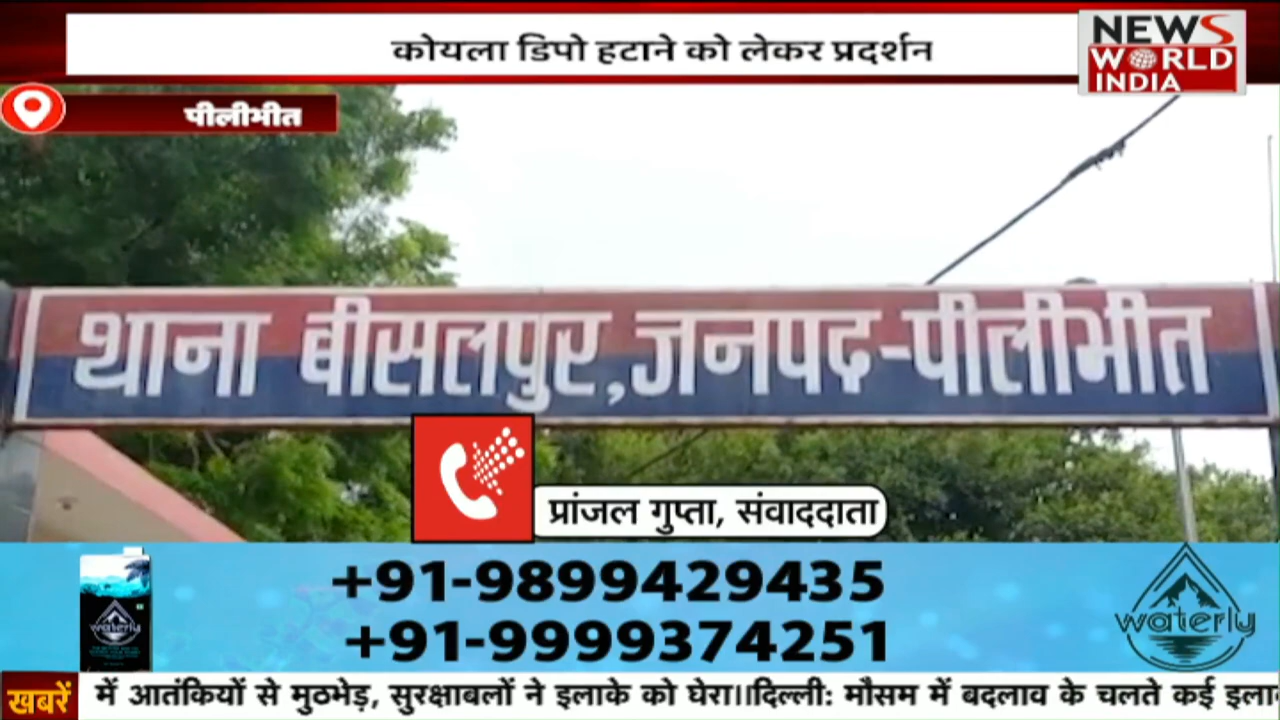 कोयला डिपो हटाने को लेकर प्रदर्शन
NEWS
WORLD
INDIA
पीलीभीत
थाना बीसलपुर,जनपद-पीलीभीत
प्रांजल गुप्ता, संवाददाता
+91-9899429435
+91-9999374251
waterly
waterly
खबरें
में आतंकियों से मुठभेड़, सुरक्षाबलों ने इलाके को घेरा||दिल्ली: मौसम में बदलाव के चलते कई